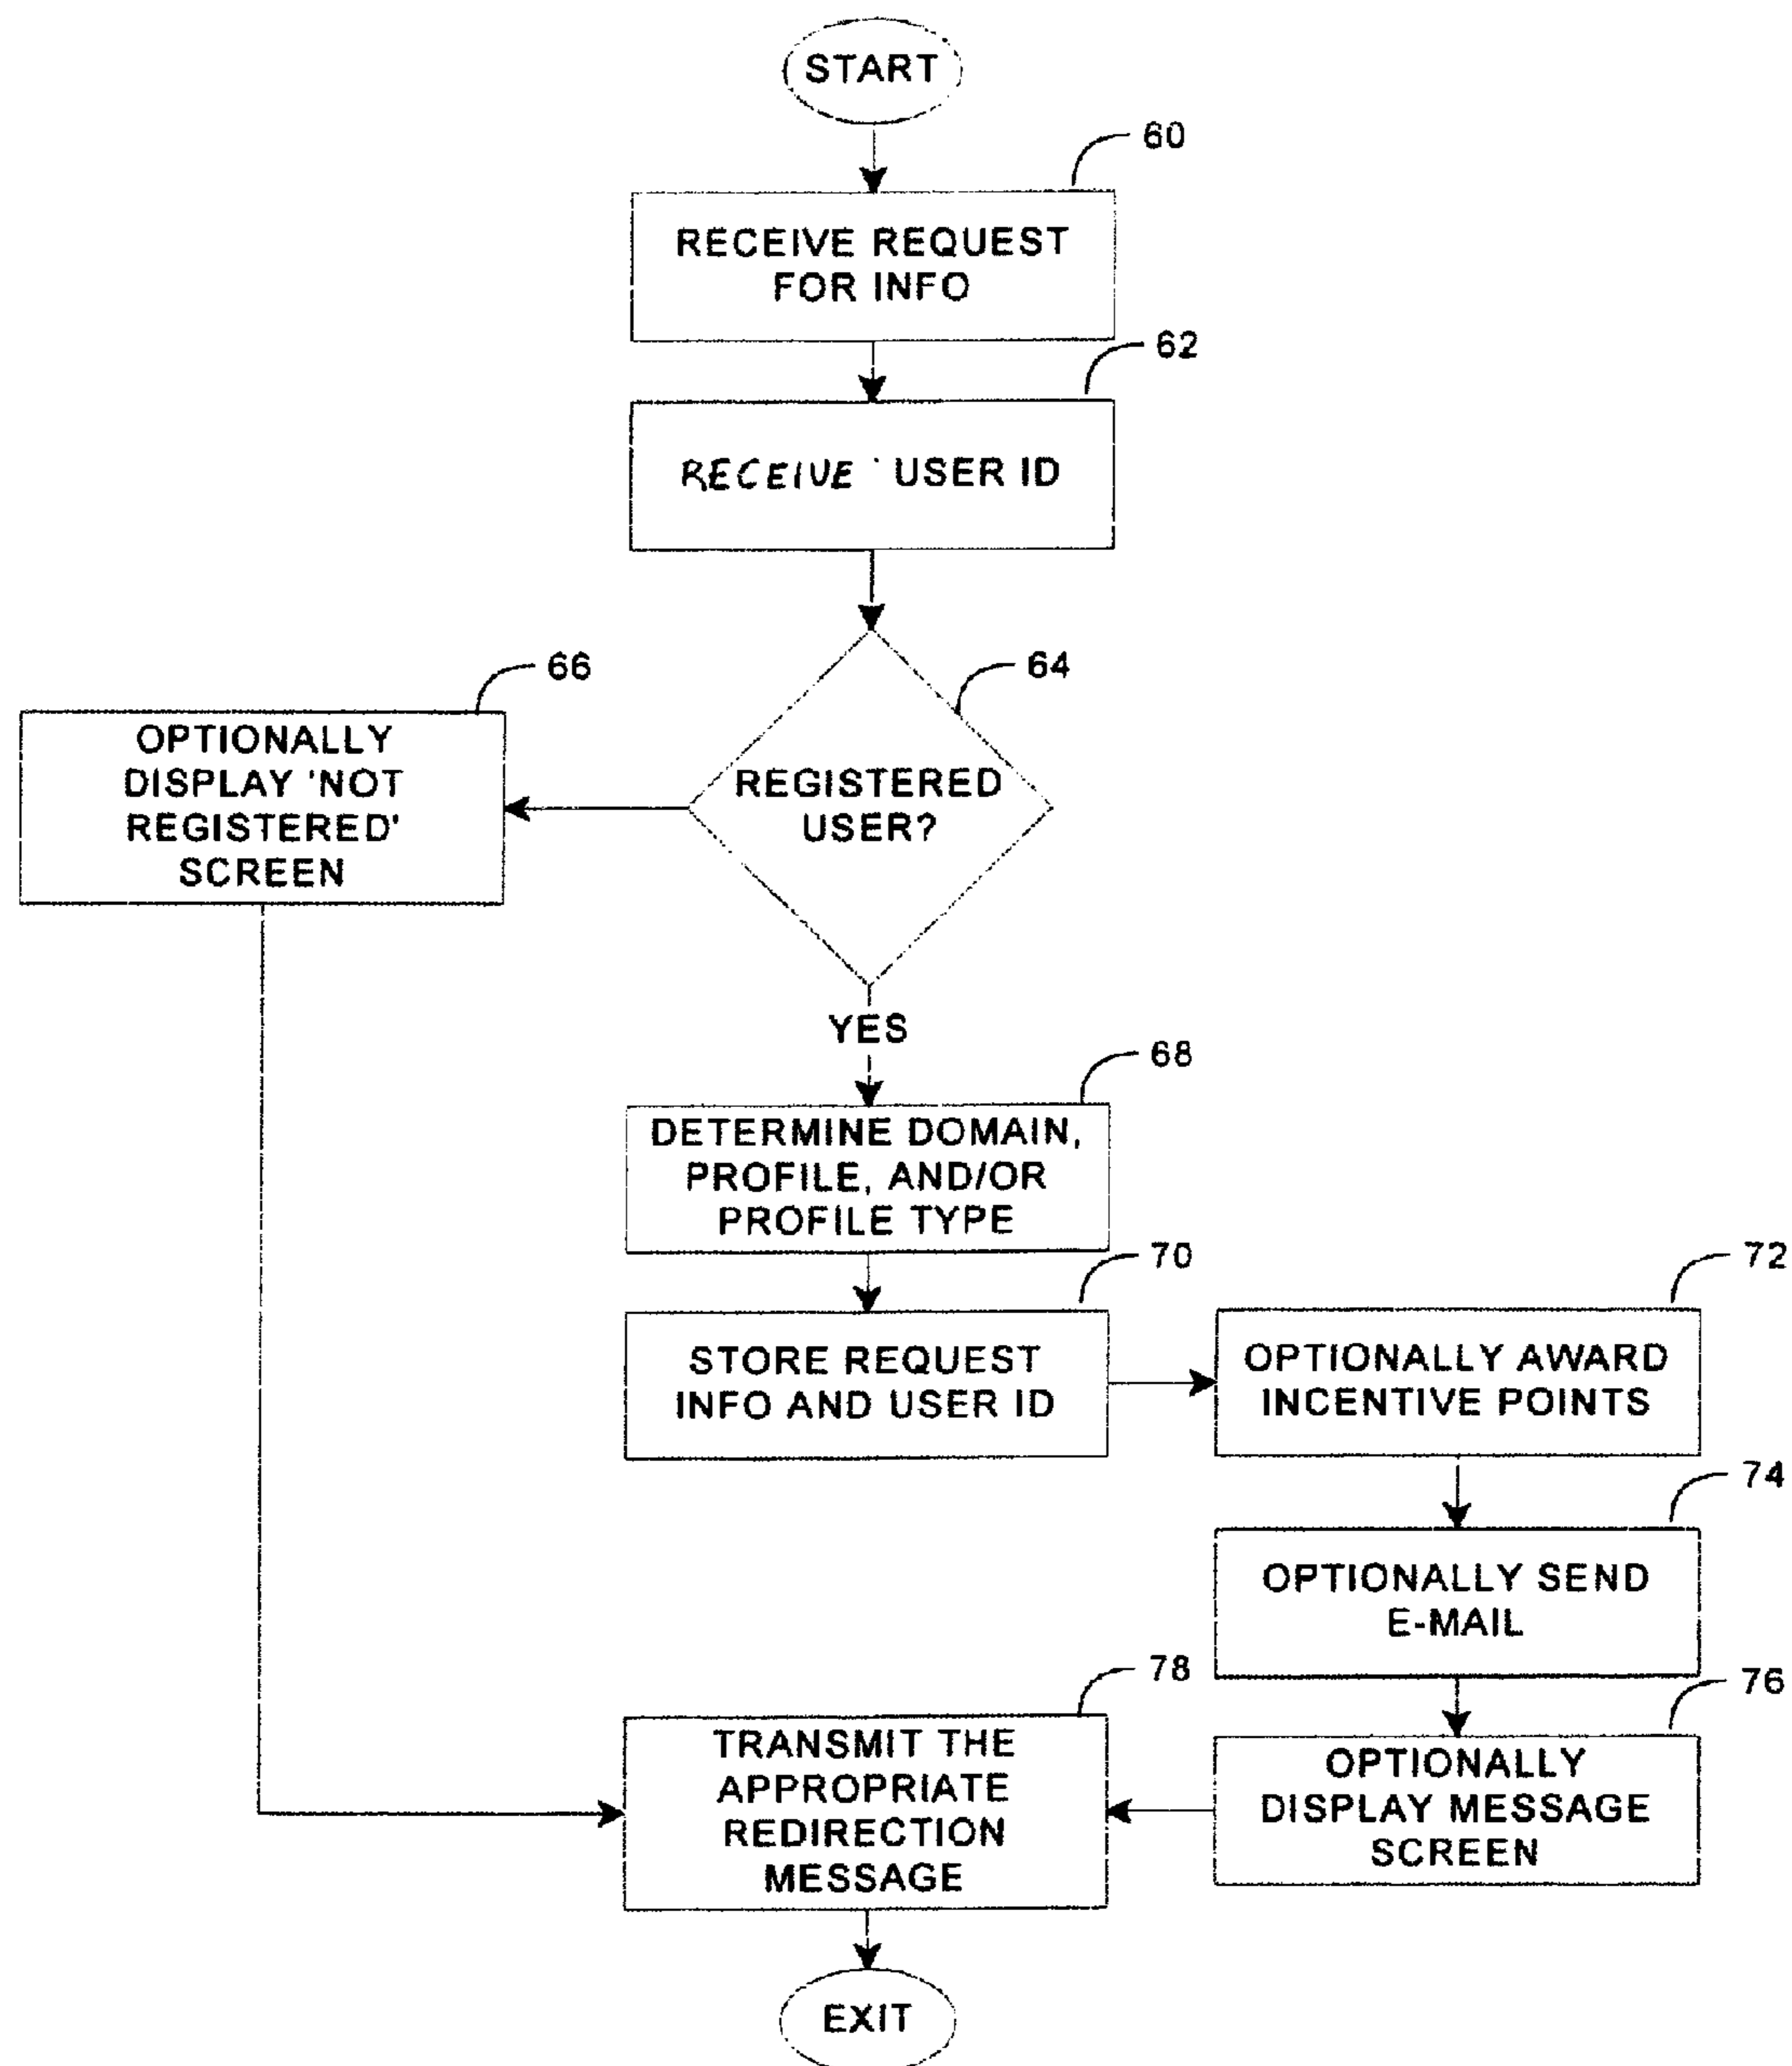 START
60
RECEIVE REQUEST
FOR INFO
62
RECEIVE USER ID
64
REGISTERED
USER?
66
OPTIONALLY
DISPLAY 'NOT
REGISTERED'
SCREEN
YES
68
DETERMINE DOMAIN,
PROFILE, AND/OR
PROFILE TYPE
70
STORE REQUEST
INFO AND USER ID
72
OPTIONALLY AWARD
INCENTIVE POINTS
74
OPTIONALLY SEND
E-MAIL
76
OPTIONALLY
DISPLAY MESSAGE
SCREEN
78
TRANSMIT THE
APPROPRIATE
REDIRECTION
MESSAGE
EXIT